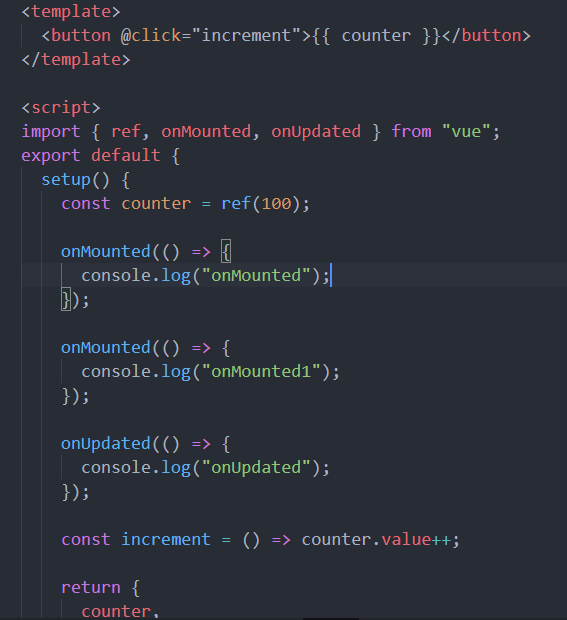 <template>
<button @click="increment">{{ counter }}</button>
</template>
<script>
import { ref, onMounted, onUpdated } from "vue";
export default {
setup() {
const counter = ref(100);
onMounted(() => {
console.log("onMounted");
});
onMounted(() => {
console.log("onMounted1");
});
onUpdated(() => {
console.log("onUpdated");
});
const increment = () => counter.value++;
return {
counter,